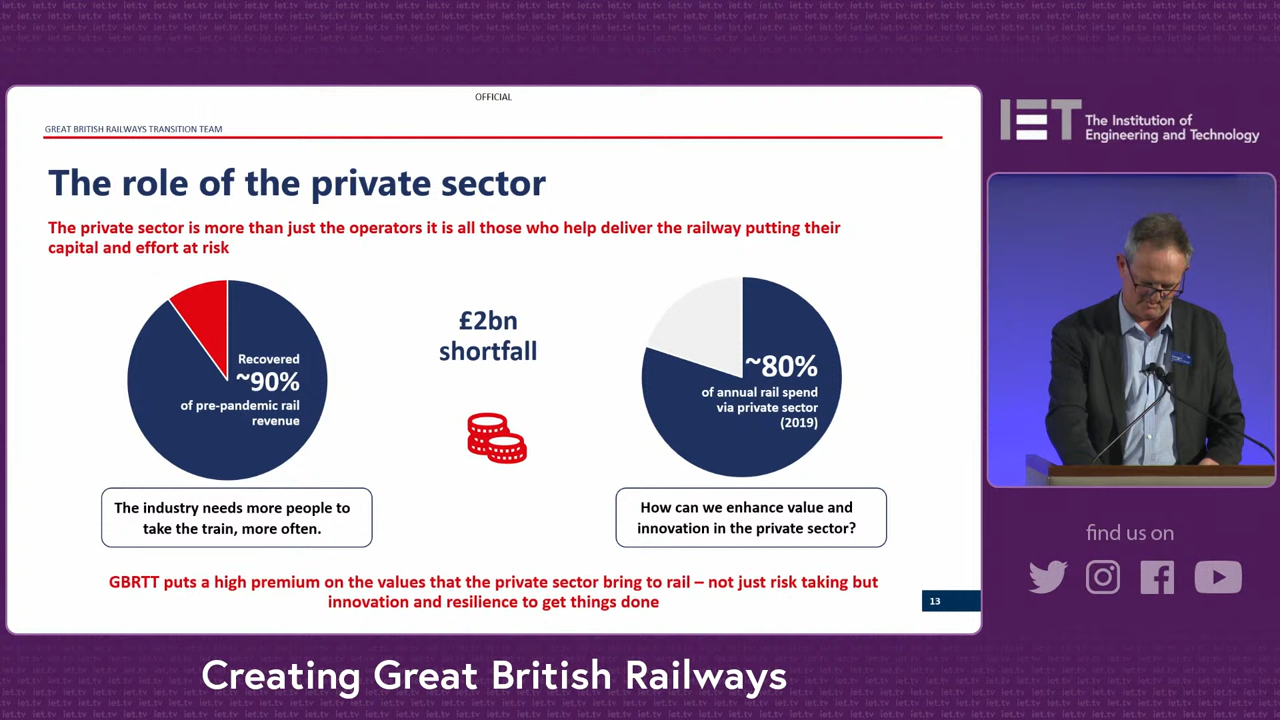 OFFICIAL
GREAT BRITISH RAILWAYS TRANSITION TEAM
The role of the private sector
The private sector is more than just the operators it is all those who help deliver the railway putting their
capital and effort at risk
Recovered
~90%
of pre-pandemic rail
revenue
£2bn
shortfall
~80%
of annual rail spend
via private sector
(2019)
The industry needs more people to
take the train, more often.
How can we enhance value and
innovation in the private sector?
GBRTT puts a high premium on the values that the private sector bring to rail – not just risk taking but
innovation and resilience to get things done
13
IET
The Institution of
Engineering and Technology
find us on
Creating Great British Railways